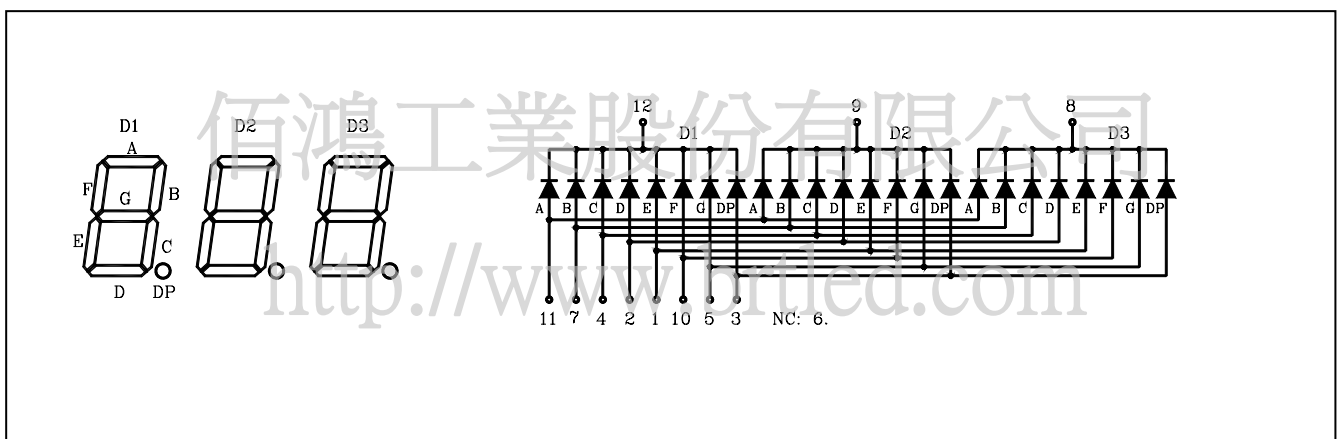 佰鴻工業股份有限公司
http://www.brtled.com
D1 D2 D3
A
F B
G
E C
D DP
12 9 8
D1 D2 D3
A B C D E F G DP A B C D E F G DP A B C D E F G DP
11 7 4 2 1 10 5 3 NC: 6.